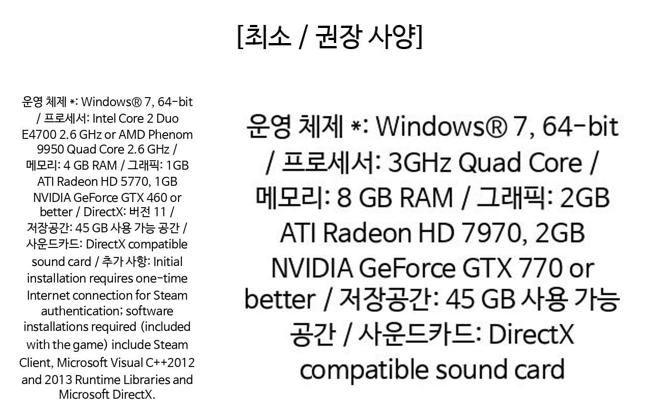 [최소 / 권장 사양]
운영 체제 *: Windows® 7, 64-bit
/ 프로세서: Intel Core 2 Duo
E4700 2.6 GHz or AMD Phenom
9950 Quad Core 2.6 GHz /
메모리: 4 GB RAM / 그래픽: 1GB
ATI Radeon HD 5770, 1GB
NVIDIA GeForce GTX 460 or
better / DirectX: 버전 11 /
저장공간: 45 GB 사용 가능 공간 /
사운드카드: DirectX compatible
sound card / 추가 사항: Initial
installation requires one-time
Internet connection for Steam
authentication; software
installations required (included
with the game) include Steam
Client, Microsoft Visual C++2012
and 2013 Runtime Libraries and
Microsoft DirectX.
운영 체제 *: Windows® 7, 64-bit
/ 프로세서: 3GHz Quad Core /
메모리: 8 GB RAM / 그래픽: 2GB
ATI Radeon HD 7970, 2GB
NVIDIA GeForce GTX 770 or
better / 저장공간: 45 GB 사용 가능
공간 / 사운드카드: DirectX
compatible sound card